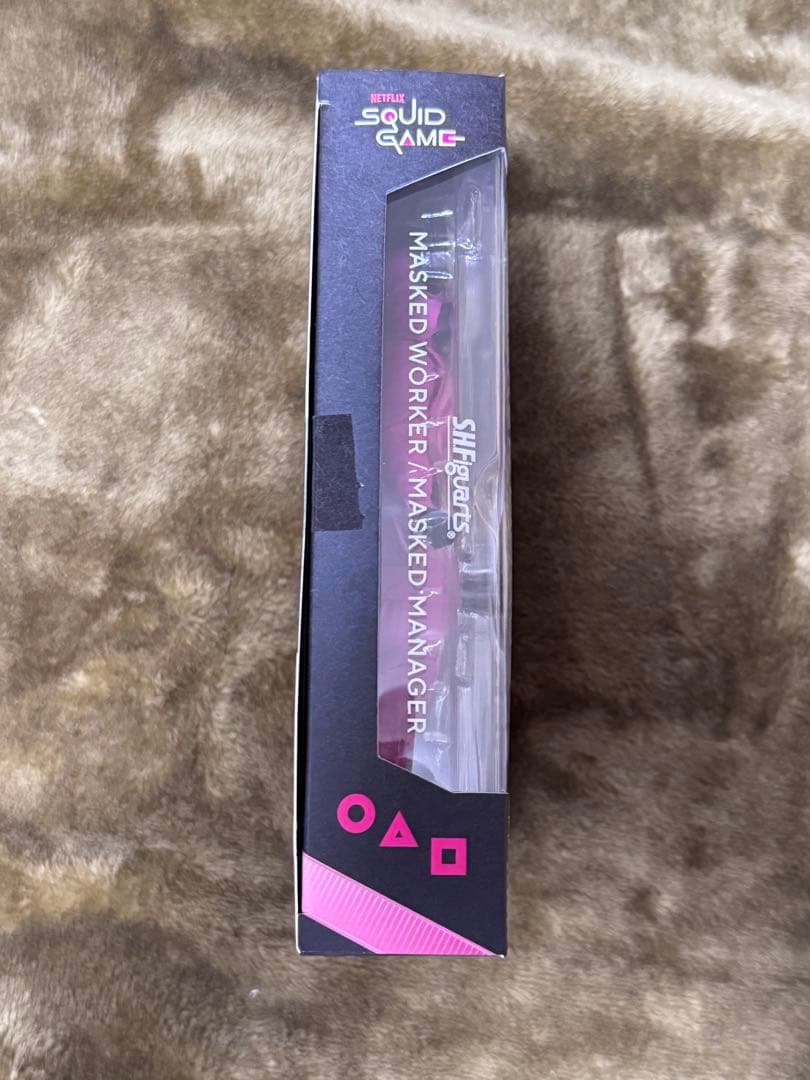 NETFLIX
SQUID
GAME
MASKED WORKER / MASKED MANAGER
S.H.Figuarts®